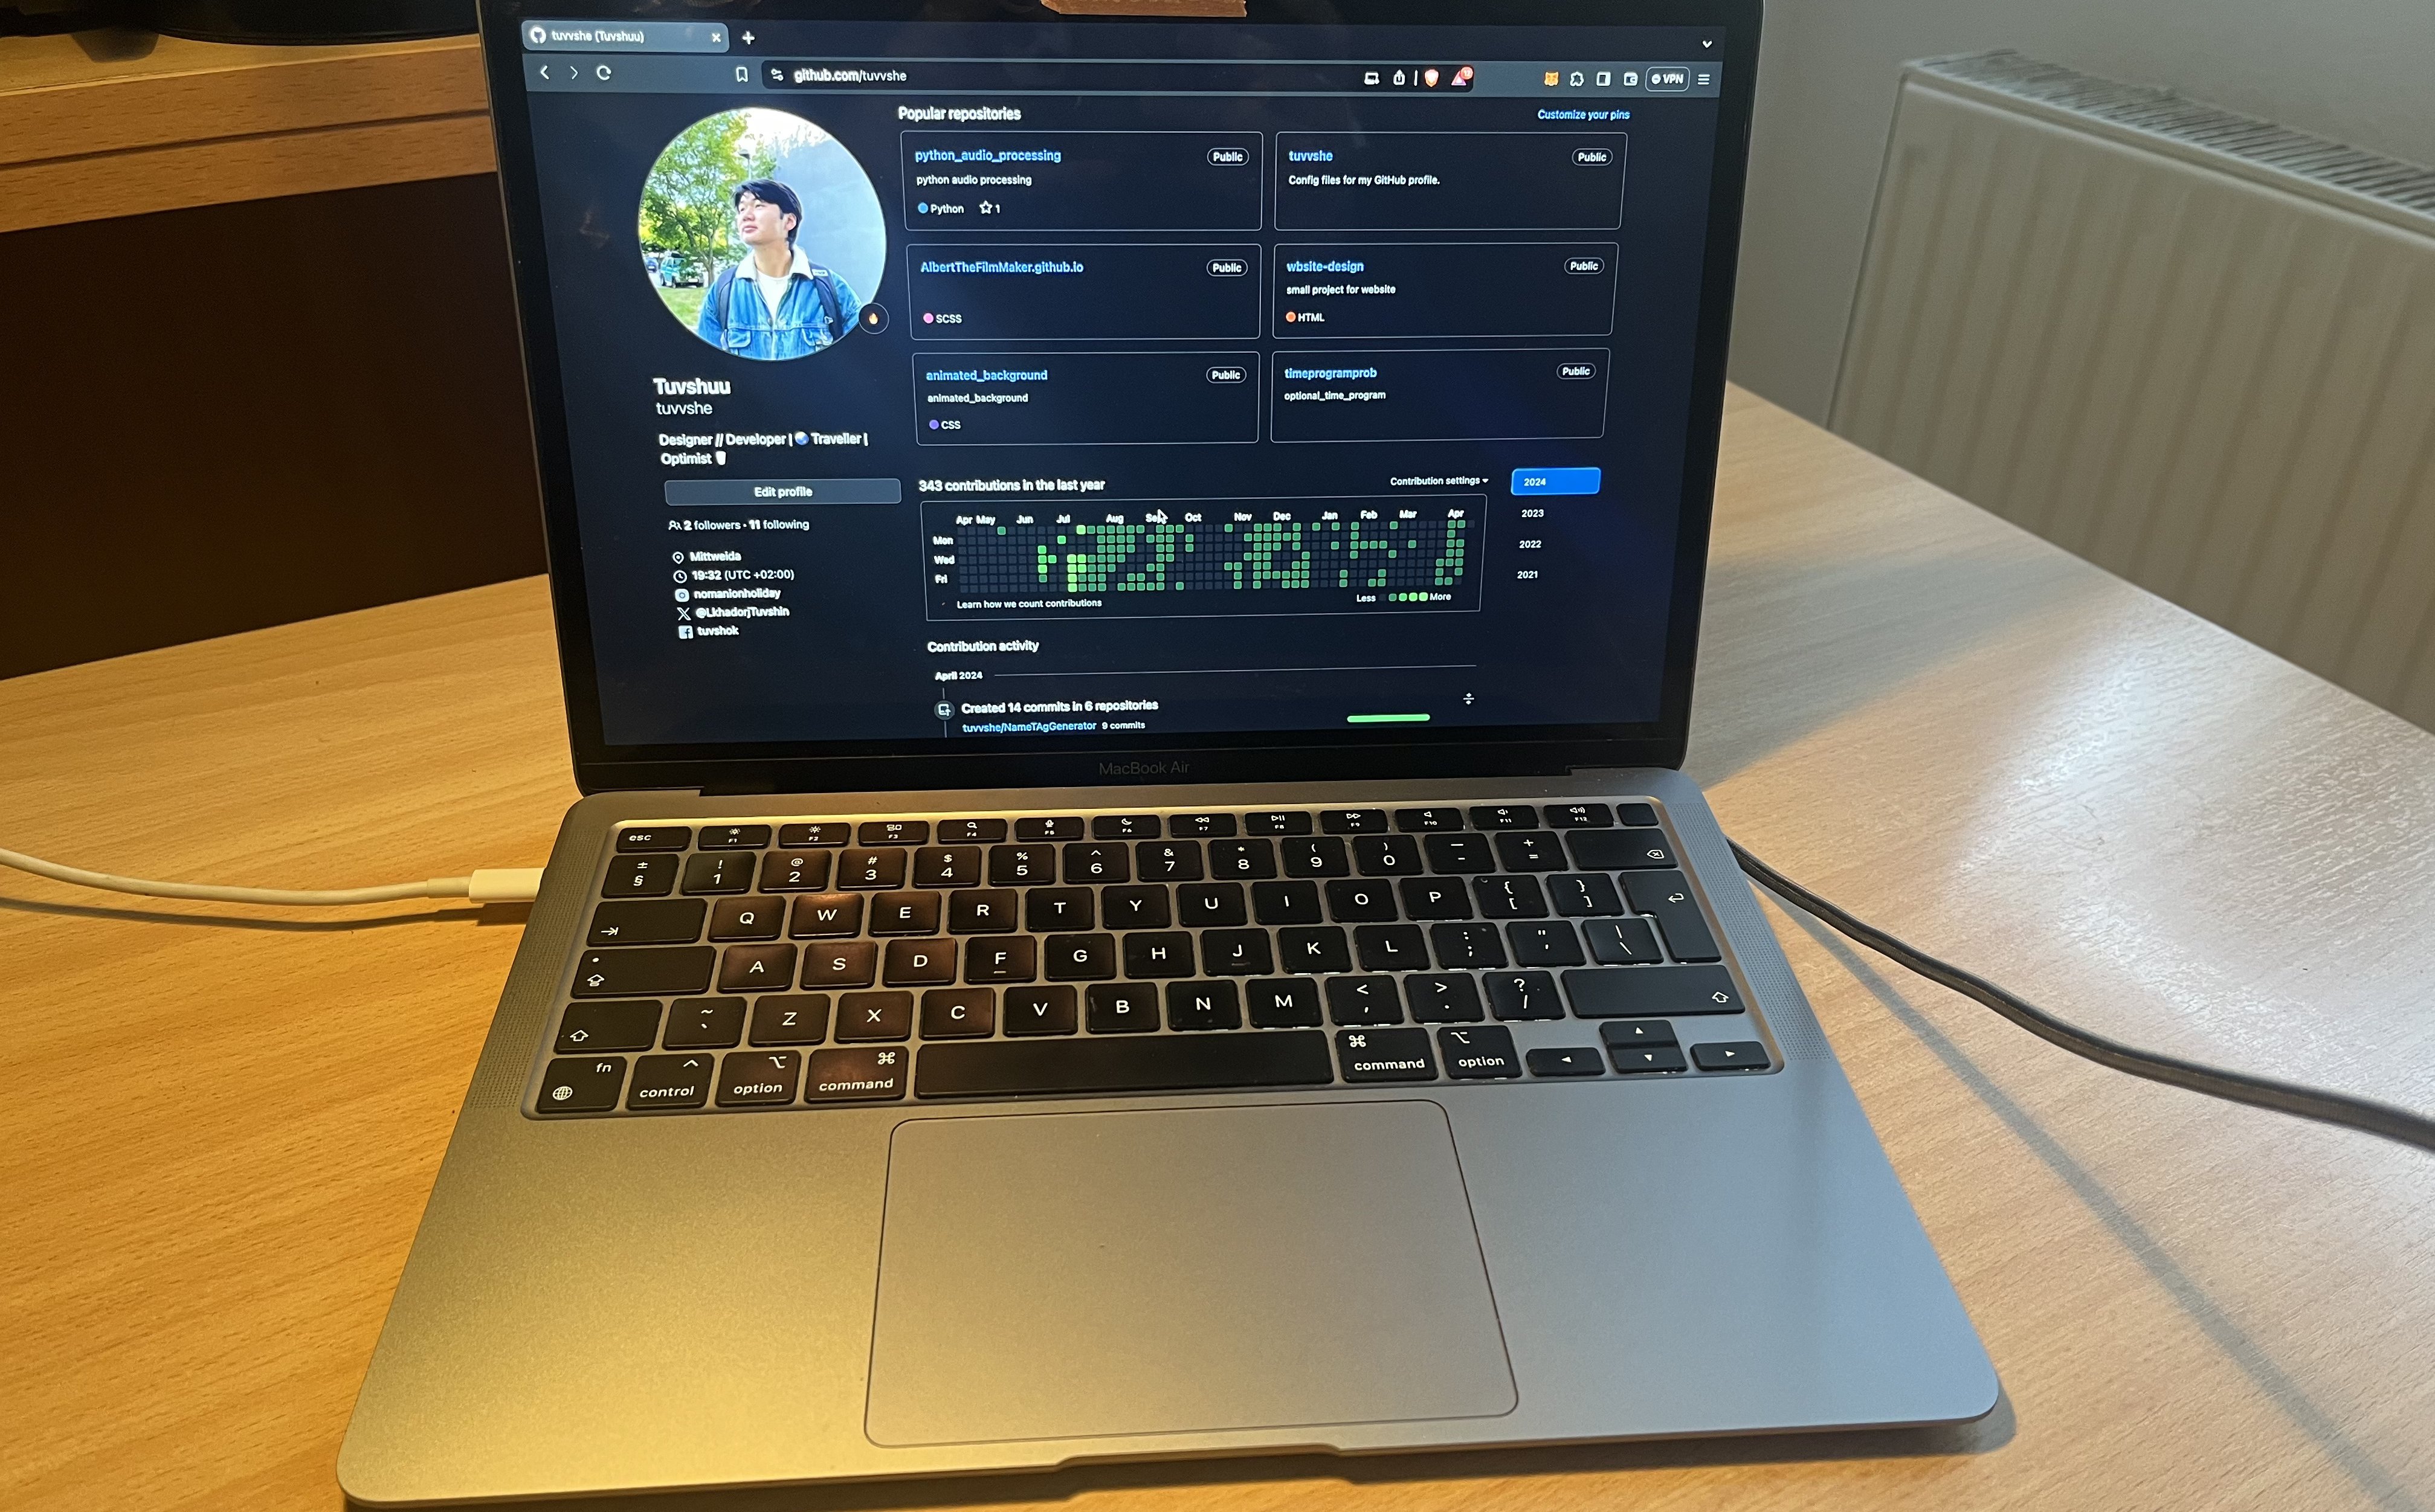 tuvvshe (Tuvshuu)
github.com/tuvvshe
VPN
Popular repositories
Customize your pins
python_audio_processing Public
python audio processing
Python 1
tuvvshe Public
Config files for my GitHub profile.
AlbertTheFilmMaker.github.io Public
SCSS
wbsite-design Public
small project for website
HTML
animated_background Public
animated_background
CSS
timeprogramprob Public
optional_time_program
Tuvshuu
tuvvshe
Designer // Developer | 🌏 Traveller |
Optimist
Edit profile
2 followers · 11 following
Mittweida
19:32 (UTC +02:00)
nomanionholiday
@LkhadorjTuvshin
tuvshok
343 contributions in the last year
Contribution settings
2024
2023
2022
2021
Apr May Jun Jul Aug Sep Oct Nov Dec Jan Feb Mar Apr
Mon
Wed
Fri
Learn how we count contributions
Less More
Contribution activity
April 2024
Created 14 commits in 6 repositories
tuvvshe/NameTAgGenerator 9 commits
MacBook Air
esc F1 F2 F3 F4 F5 F6 F7 F8 F9 F10 F11 F12
± ! @ # $ % ^ & * ( ) — +
§ 1 2 3 4 5 6 7 8 9 0 - =
Q W E R T Y U I O P { [ } ]
A S D F G H J K L : ; " ' | \
~ ` Z X C V B N M < , > . ? /
fn control option command command option